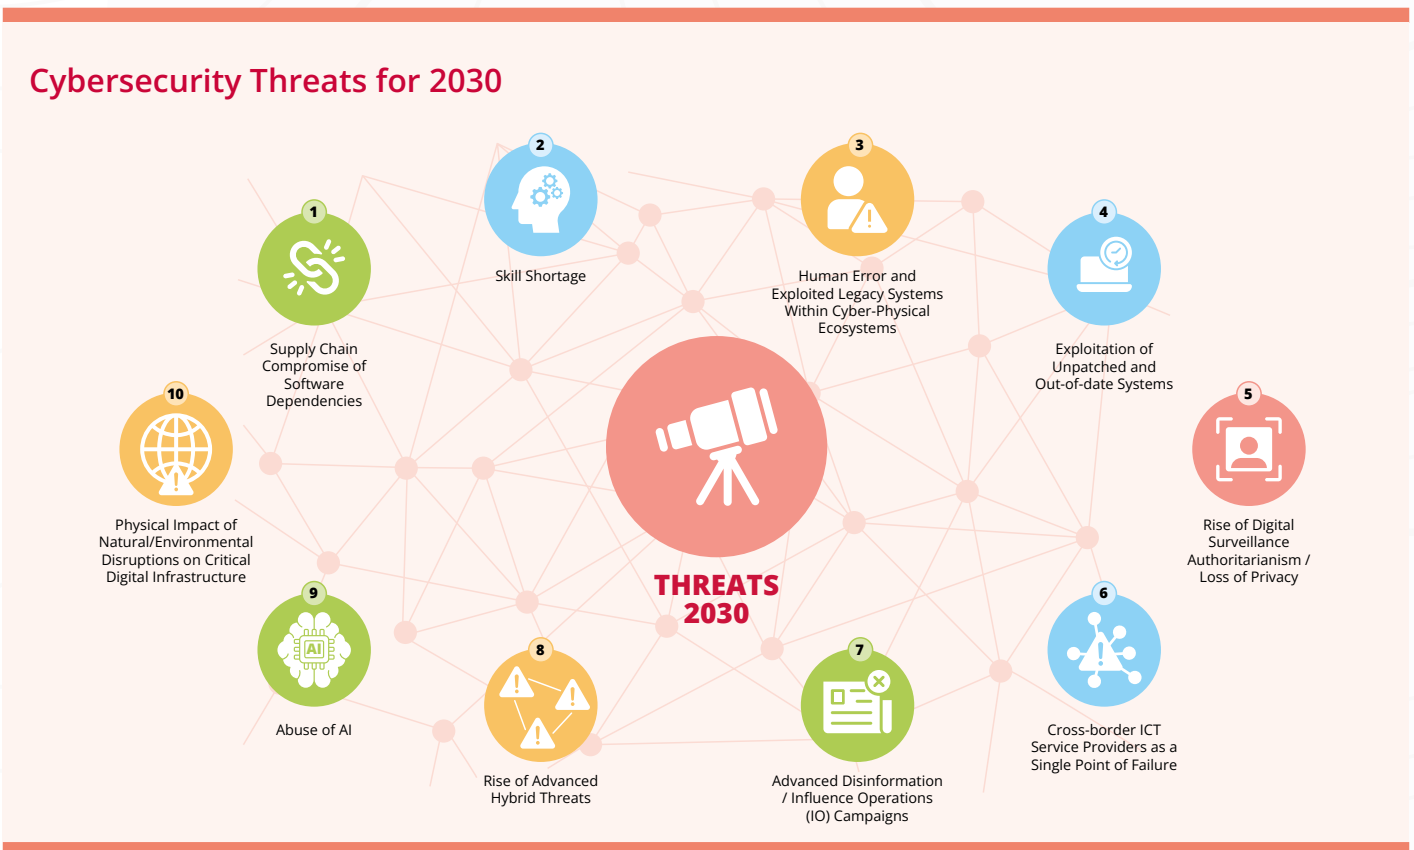 Cybersecurity Threats for 2030
1
Supply Chain
Compromise of
Software
Dependencies
2
Skill Shortage
3
Human Error and
Exploited Legacy Systems
Within Cyber-Physical
Ecosystems
4
Exploitation of
Unpatched and
Out-of-date Systems
5
Rise of Digital
Surveillance
Authoritarianism /
Loss of Privacy
6
Cross-border ICT
Service Providers as a
Single Point of Failure
7
Advanced Disinformation
/ Influence Operations
(IO) Campaigns
8
Rise of Advanced
Hybrid Threats
9
AI
Abuse of AI
10
Physical Impact of
Natural/Environmental
Disruptions on Critical
Digital Infrastructure
THREATS
2030